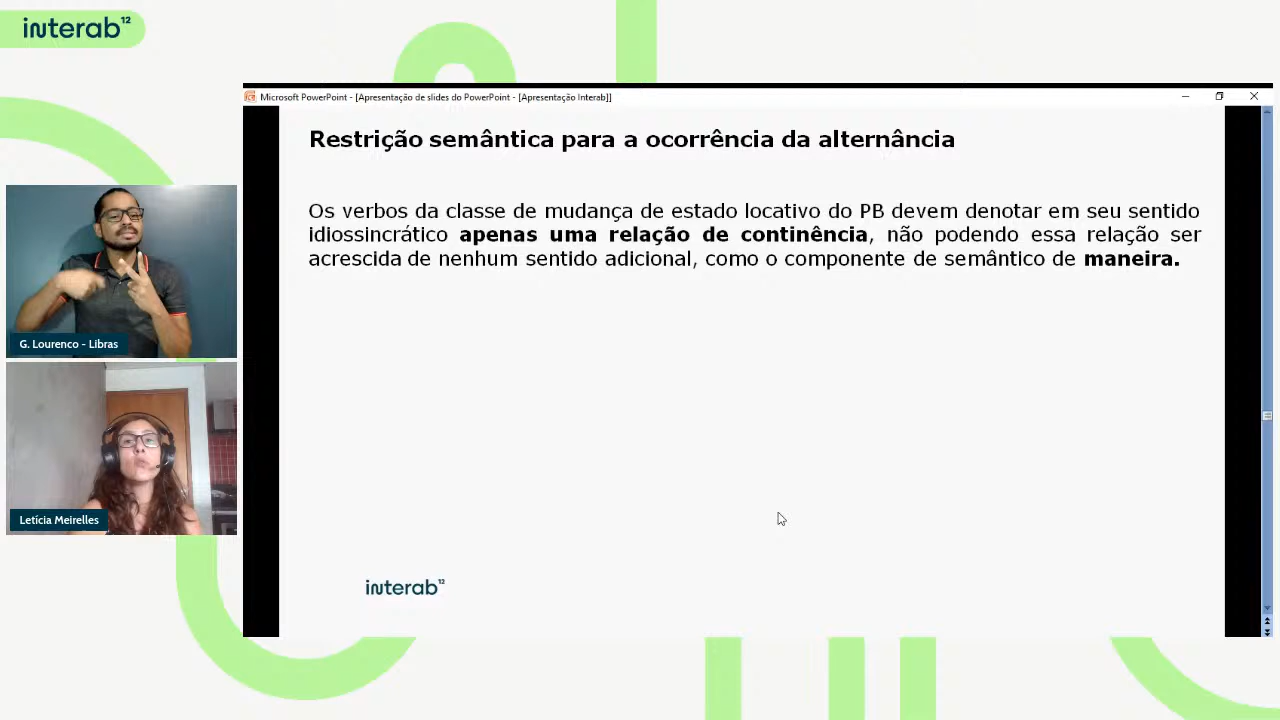 interab¹²
Microsoft PowerPoint - [Apresentação de slides do PowerPoint - [Apresentação Interab]]
Restrição semântica para a ocorrência da alternância
Os verbos da classe de mudança de estado locativo do PB devem denotar em seu sentido
idiossincrático apenas uma relação de continência, não podendo essa relação ser
acrescida de nenhum sentido adicional, como o componente de semântico de maneira.
G. Lourenco - Libras
Letícia Meirelles
interab¹²